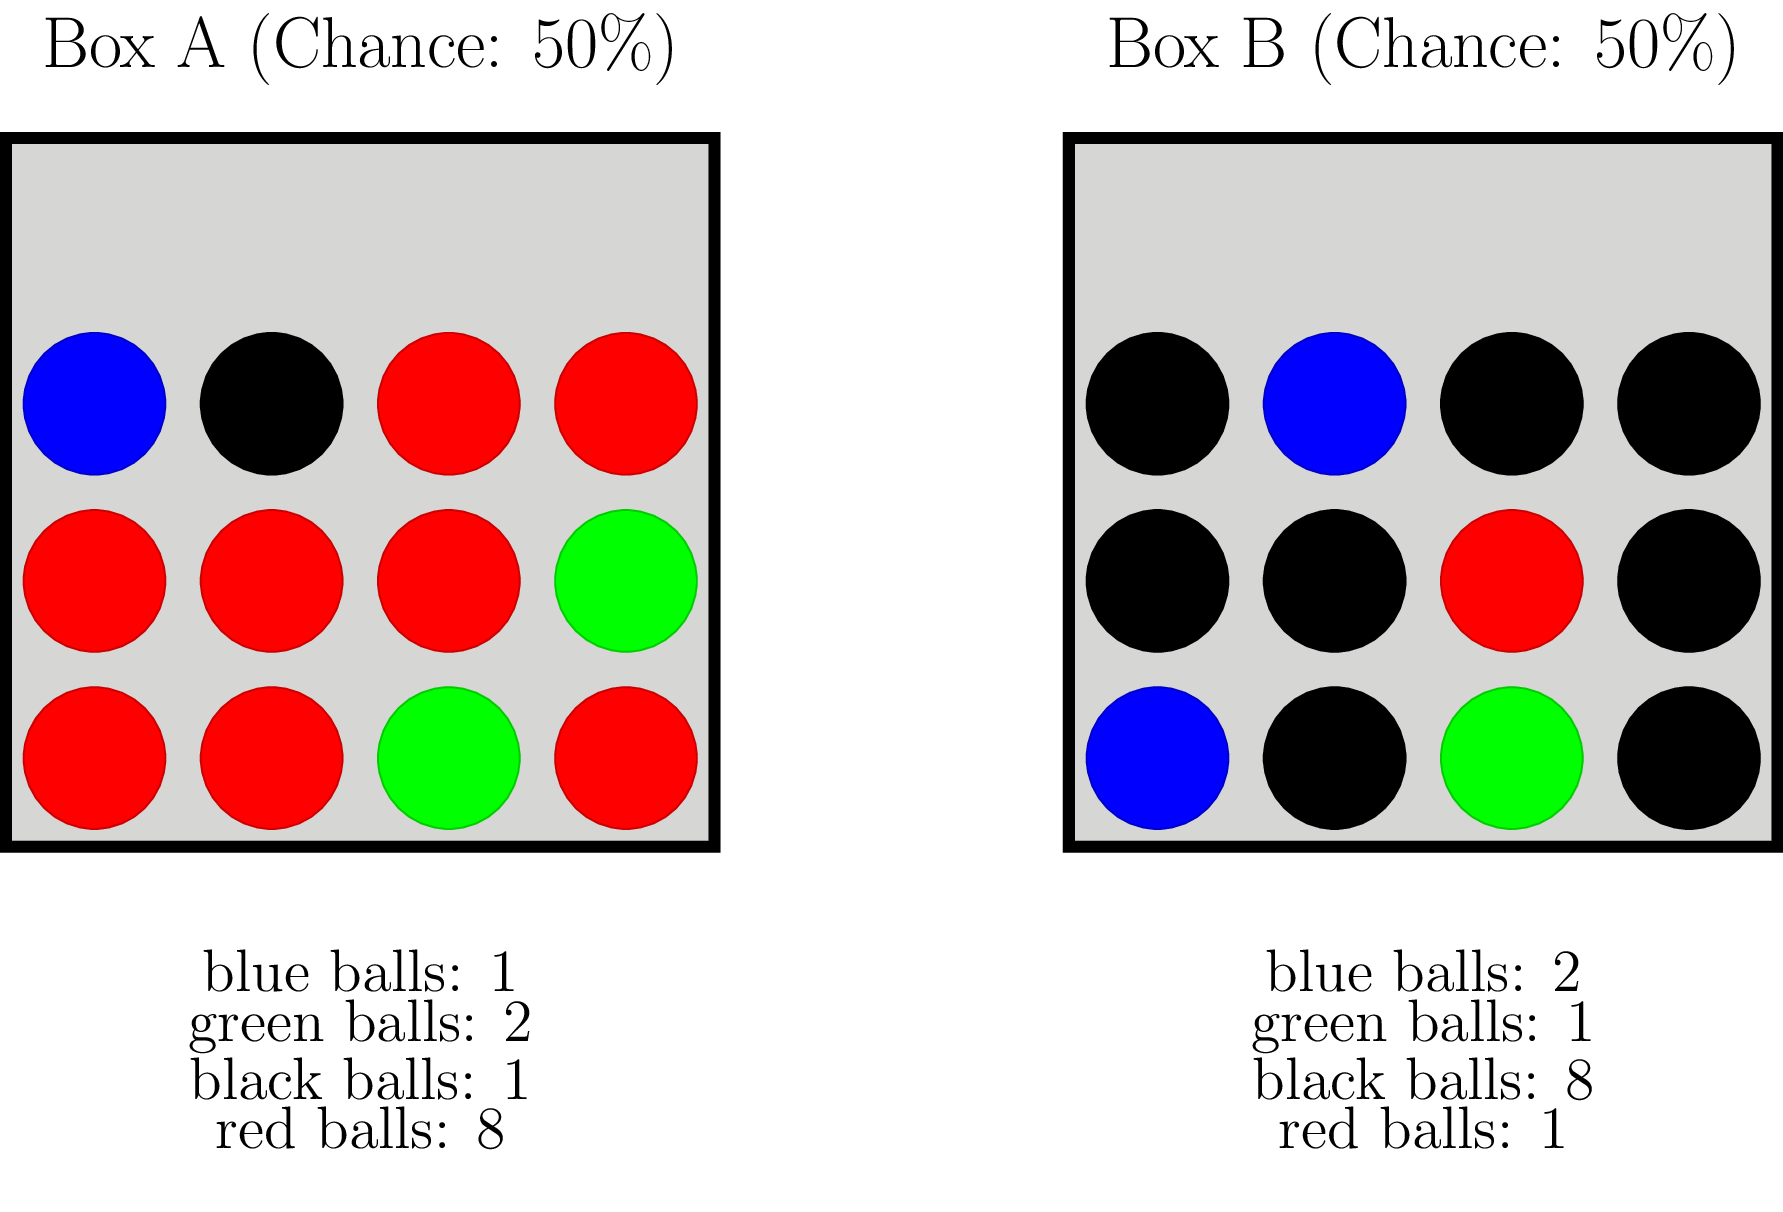 Box A (Chance: 50%)
Box B (Chance: 50%)
blue balls: 1
green balls: 2
black balls: 1
red balls: 8
blue balls: 2
green balls: 1
black balls: 8
red balls: 1